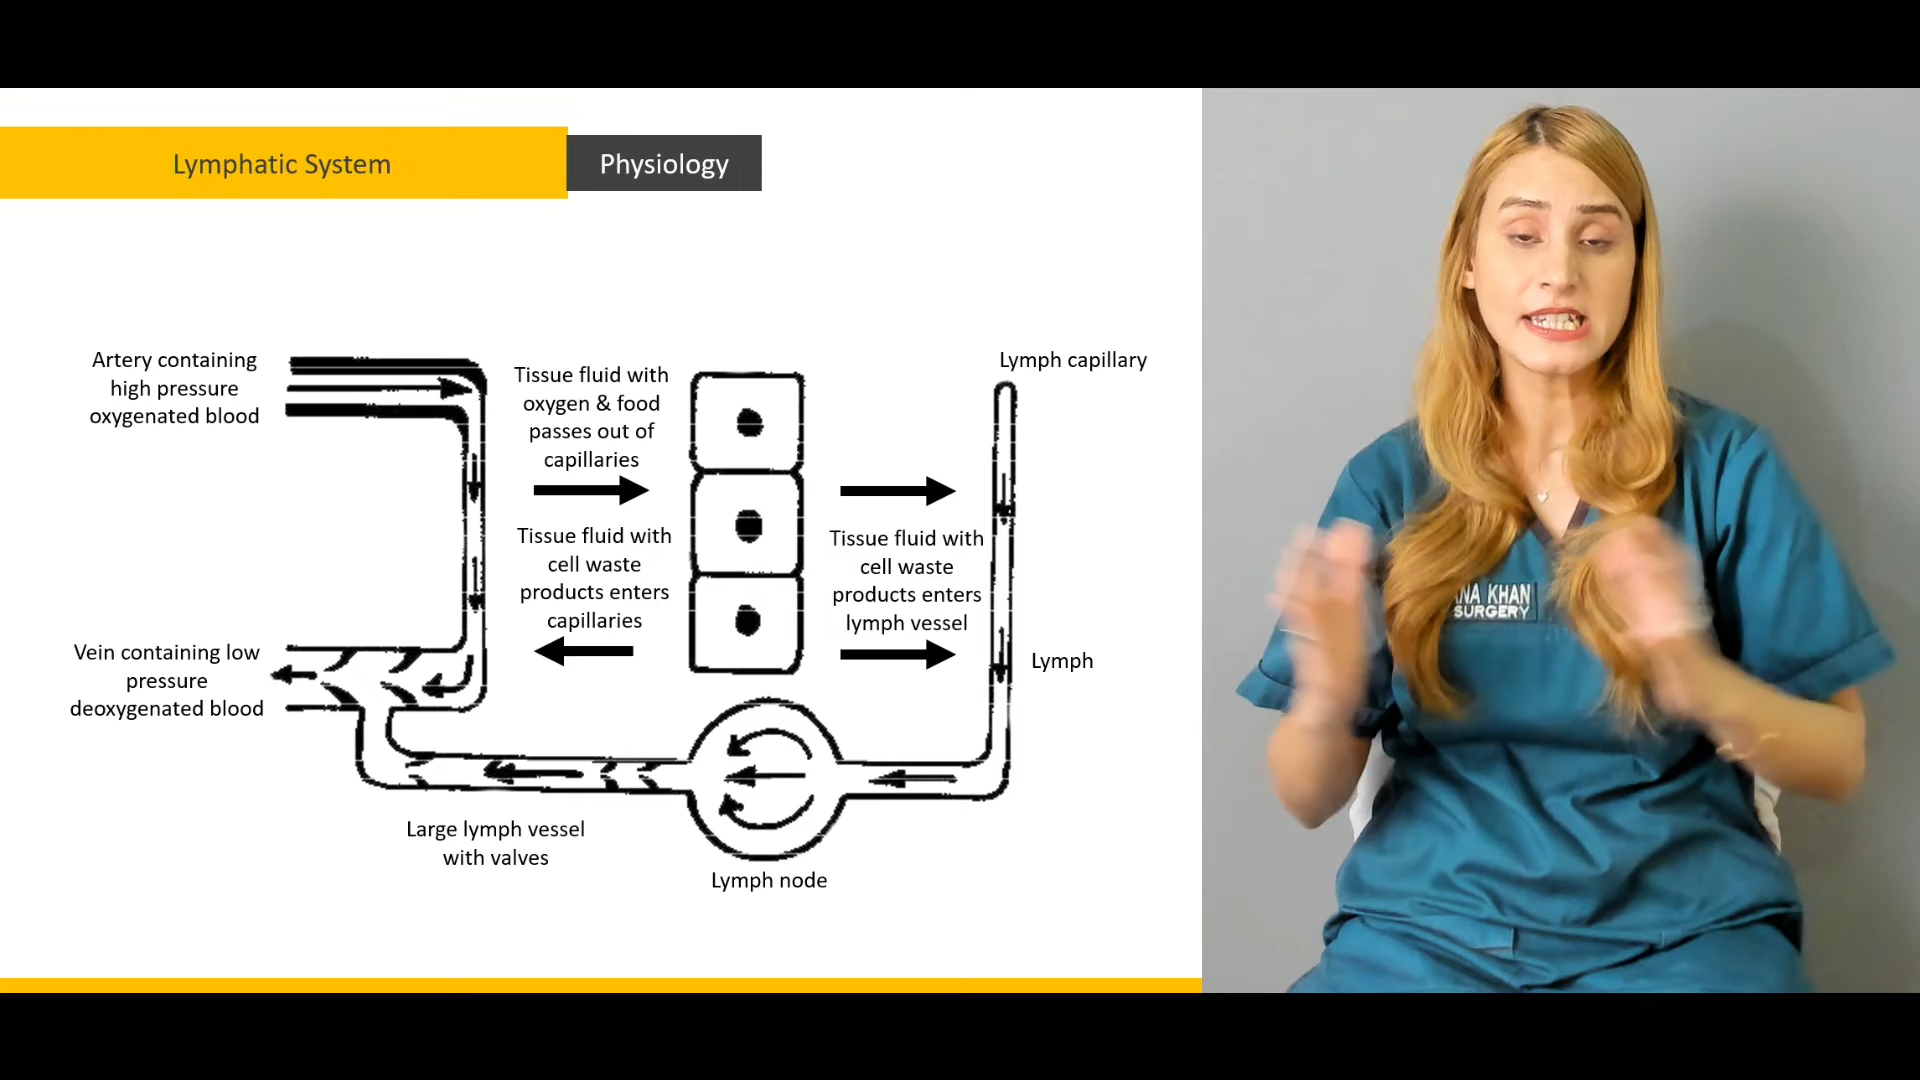 Lymphatic System
Physiology
Artery containing
high pressure
oxygenated blood
Tissue fluid with
oxygen & food
passes out of
capillaries
Lymph capillary
Tissue fluid with
cell waste
products enters
capillaries
Tissue fluid with
cell waste
products enters
lymph vessel
Vein containing low
pressure
deoxygenated blood
Lymph
Large lymph vessel
with valves
Lymph node
KHAN
SURGERY